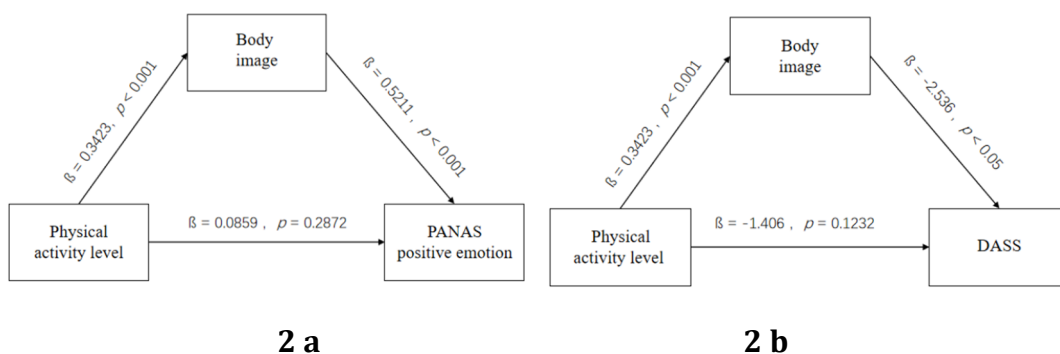 Body
image
ß = 0.3423, p < 0.001
ß = 0.5211 , p < 0.001
Physical
activity level
ß = 0.0859 , p = 0.2872
PANAS
positive emotion
2 a
Body
image
ß = 0.3423, p < 0.001
ß = -2.536 , p < 0.05
Physical
activity level
ß = -1.406 , p = 0.1232
DASS
2 b